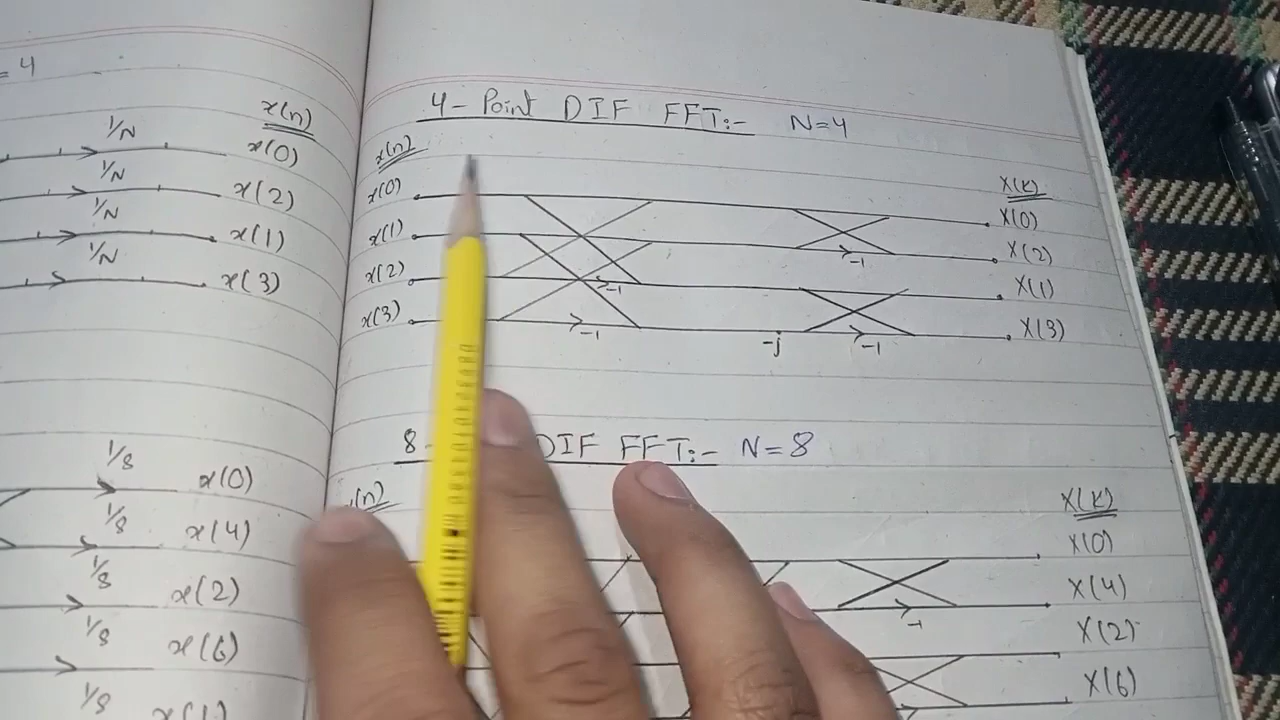 = 4
x(n)
1/N x(0)
1/N x(2)
1/N x(1)
1/N x(3)
1/8 x(0)
1/8 x(4)
1/8 x(2)
1/8 x(6)
1/8 x(1)
4 - Point DIF FFT:- N=4
x(n)
X(k)
x(0) X(0)
x(1) -1 X(2)
x(2) -1 X(1)
x(3) -1 -j -1 X(3)
8 - DIF FFT:- N=8
x(n)
X(k)
X(0)
-1 X(4)
X(2)
X(6)